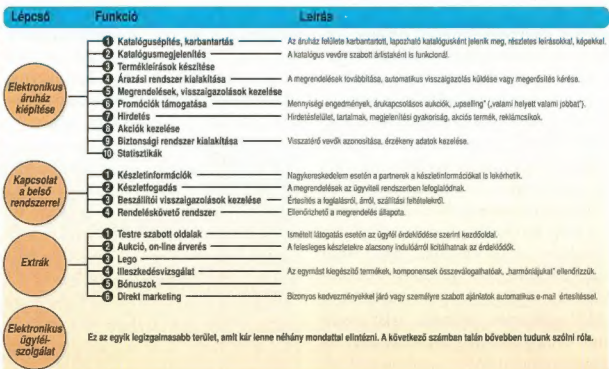 Lépcső Funkció Leírás
Elektronikus áruház kiépítése
1 Katalógusépítés, karbantartás Az áruház felülete karbantartott, lapozható katalógusként jelenik meg, részletes leírásokkal, képekkel.
2 Katalógusmegjelenítés A katalógus vevőre szabott árlistaként is funkcionál.
3 Termékleírások készítése
4 Árazási rendszer kialakítása A megrendelések továbbítása, automatikus visszaigazolás küldése vagy megerősítés kérése.
5 Megrendelések, visszaigazolások kezelése
6 Promóciók támogatása Mennyiségi engedmények, árukapcsolásos aukciók, „upselling” („valami helyett valami jobbat”).
7 Hirdetés Hirdetésfelület, tartalmak, megjelenítési gyakoriság, akciós termék, reklámcsíkok.
8 Akciók kezelése
9 Biztonsági rendszer kialakítása Visszatérő vevők azonosítása, érzékeny adatok kezelése.
10 Statisztikák
Kapcsolat a belső rendszerrel
1 Készletinformációk Nagykereskedelem esetén a partnerek a készletinformációkat is lekérhetik.
2 Készletfogadás A megrendelések az ügyviteli rendszerben lefoglalódnak.
3 Beszállítói visszaigazolások kezelése Értesítés a foglalásról, árról, szállítási feltételekről.
4 Rendeléskövető rendszer Ellenőrizhető a megrendelés állapota.
Extrák
1 Testre szabott oldalak Ismételt látogatás esetén az ügyfél érdeklődése szerint kezdőoldal.
2 Aukció, on-line árverés A felesleges készletekre alacsony indulóárról licitálhatnak az érdeklődők.
3 Lego
4 Illeszkedésvizsgálat Az egymást kiegészítő termékek, komponensek összeválogathatóak, „harmóniájukat” ellenőrizzük.
5 Bónuszok
6 Direkt marketing Bizonyos kedvezményekkel járó vagy személyre szabott ajánlatok automatikus e-mail értesítéssel.
Elektronikus ügyfél- szolgálat
Ez az egyik legizgalmasabb terület, amit kár lenne néhány mondattal elintézni. A következő számban talán bővebben tudunk szólni róla.